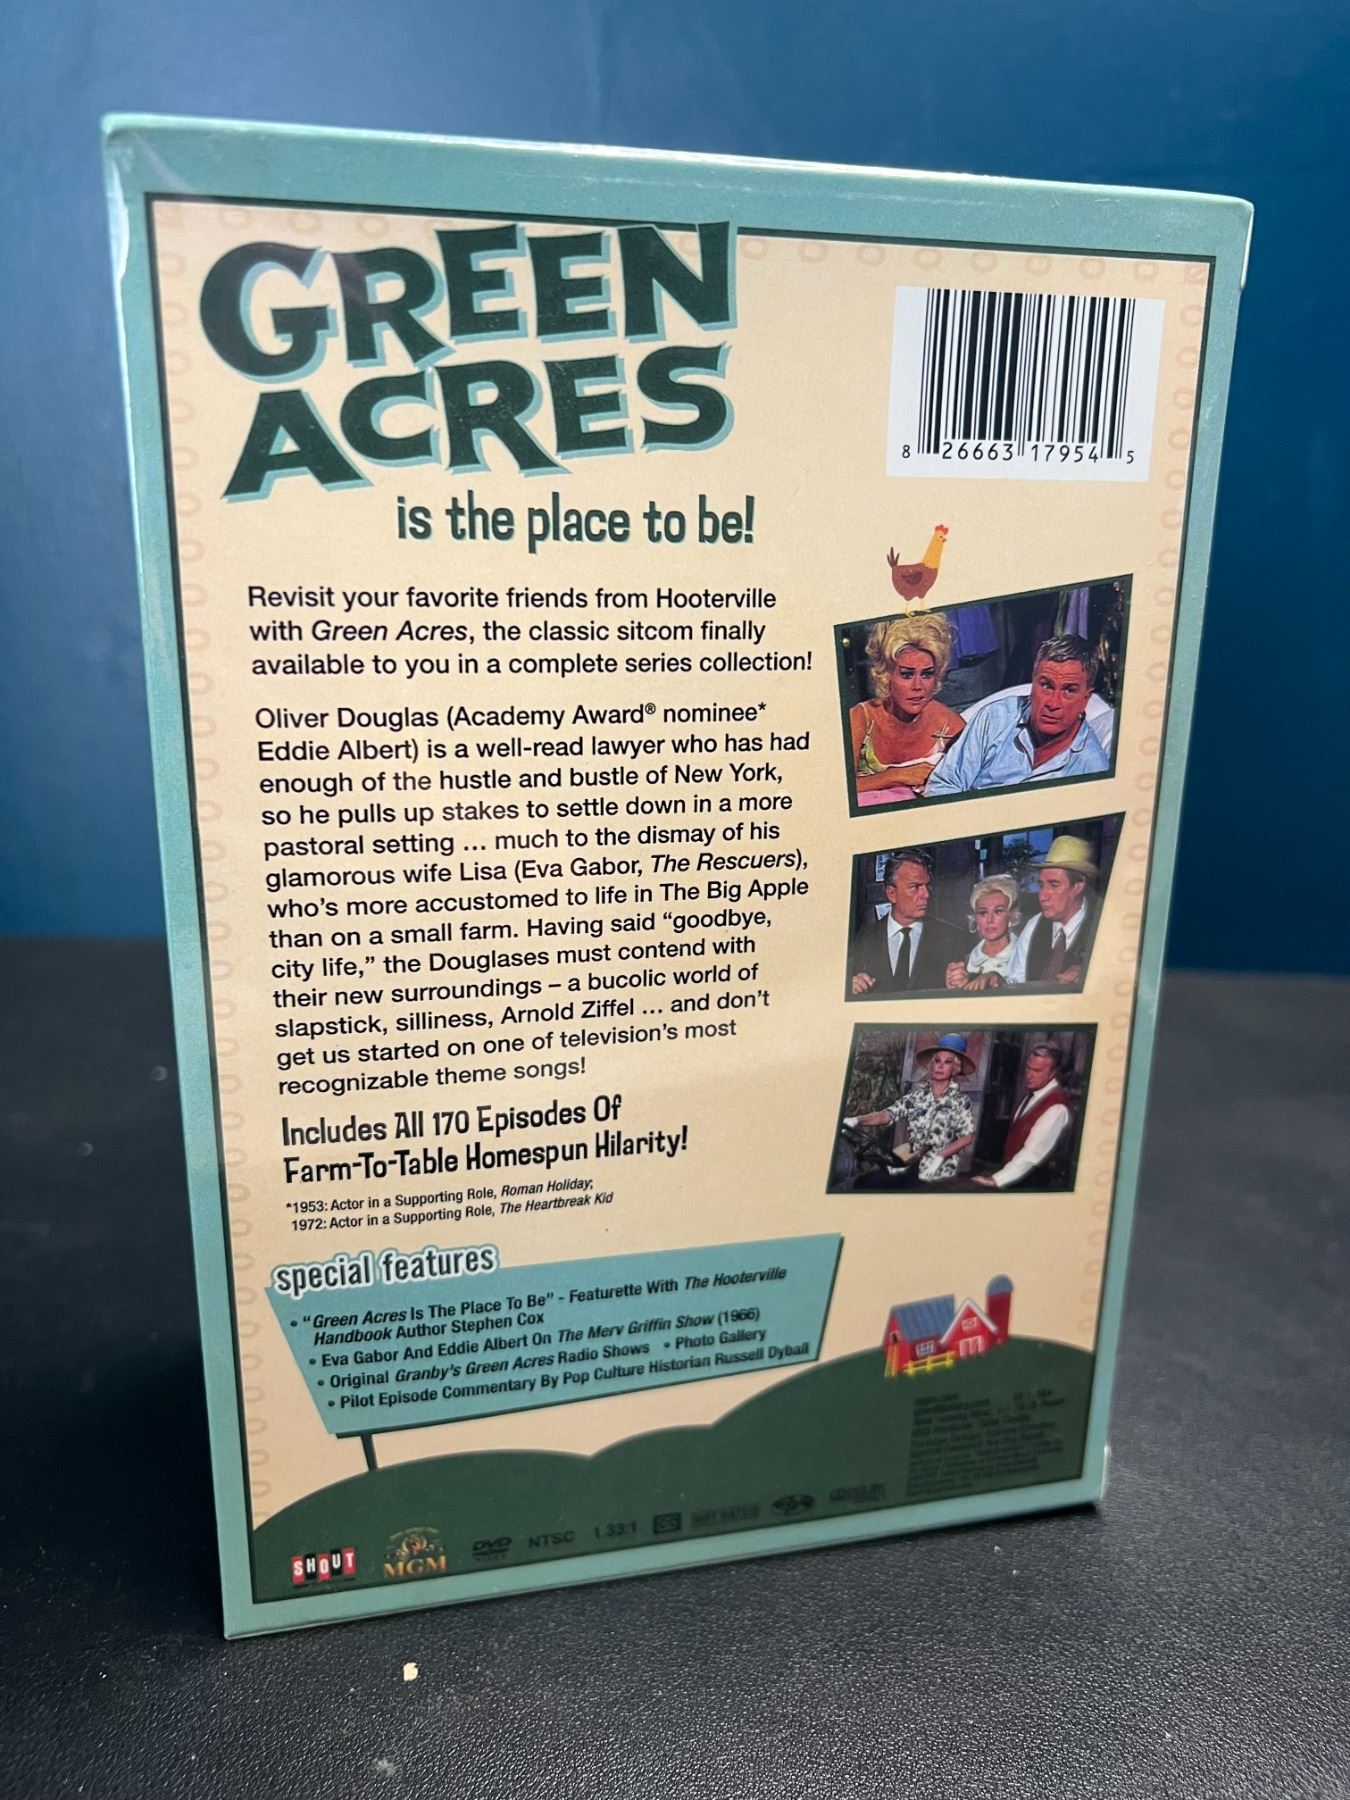 GREEN
ACRES
is the place to be!
8 26663 17954 5
Revisit your favorite friends from Hooterville
with Green Acres, the classic sitcom finally
available to you in a complete series collection!
Oliver Douglas (Academy Award® nominee*
Eddie Albert) is a well-read lawyer who has had
enough of the hustle and bustle of New York,
so he pulls up stakes to settle down in a more
pastoral setting ... much to the dismay of his
glamorous wife Lisa (Eva Gabor, The Rescuers),
who's more accustomed to life in The Big Apple
than on a small farm. Having said “goodbye,
city life,” the Douglases must contend with
their new surroundings – a bucolic world of
slapstick, silliness, Arnold Ziffel ... and don't
get us started on one of television's most
recognizable theme songs!
Includes All 170 Episodes Of
Farm-To-Table Homespun Hilarity!
*1953: Actor in a Supporting Role, Roman Holiday;
1972: Actor in a Supporting Role, The Heartbreak Kid
special features
• “Green Acres Is The Place To Be” - Featurette With The Hooterville
Handbook Author Stephen Cox
• Eva Gabor And Eddie Albert On The Merv Griffin Show (1966)
• Original Granby's Green Acres Radio Shows • Photo Gallery
• Pilot Episode Commentary By Pop Culture Historian Russell Dyball
SHOUT MGM DVD NTSC 1.33:1 CC NOT RATED